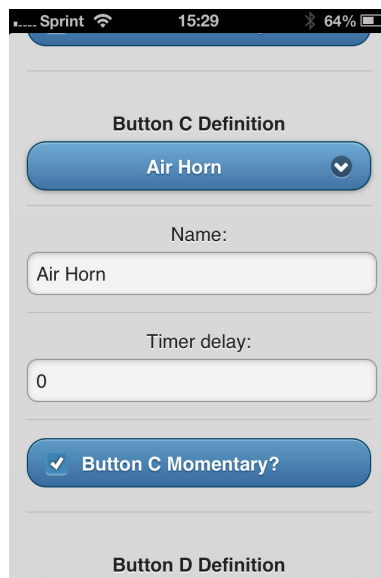 Sprint 15:29 64%
Button C Definition
Air Horn
Name:
Air Horn
Timer delay:
0
Button C Momentary?
Button D Definition